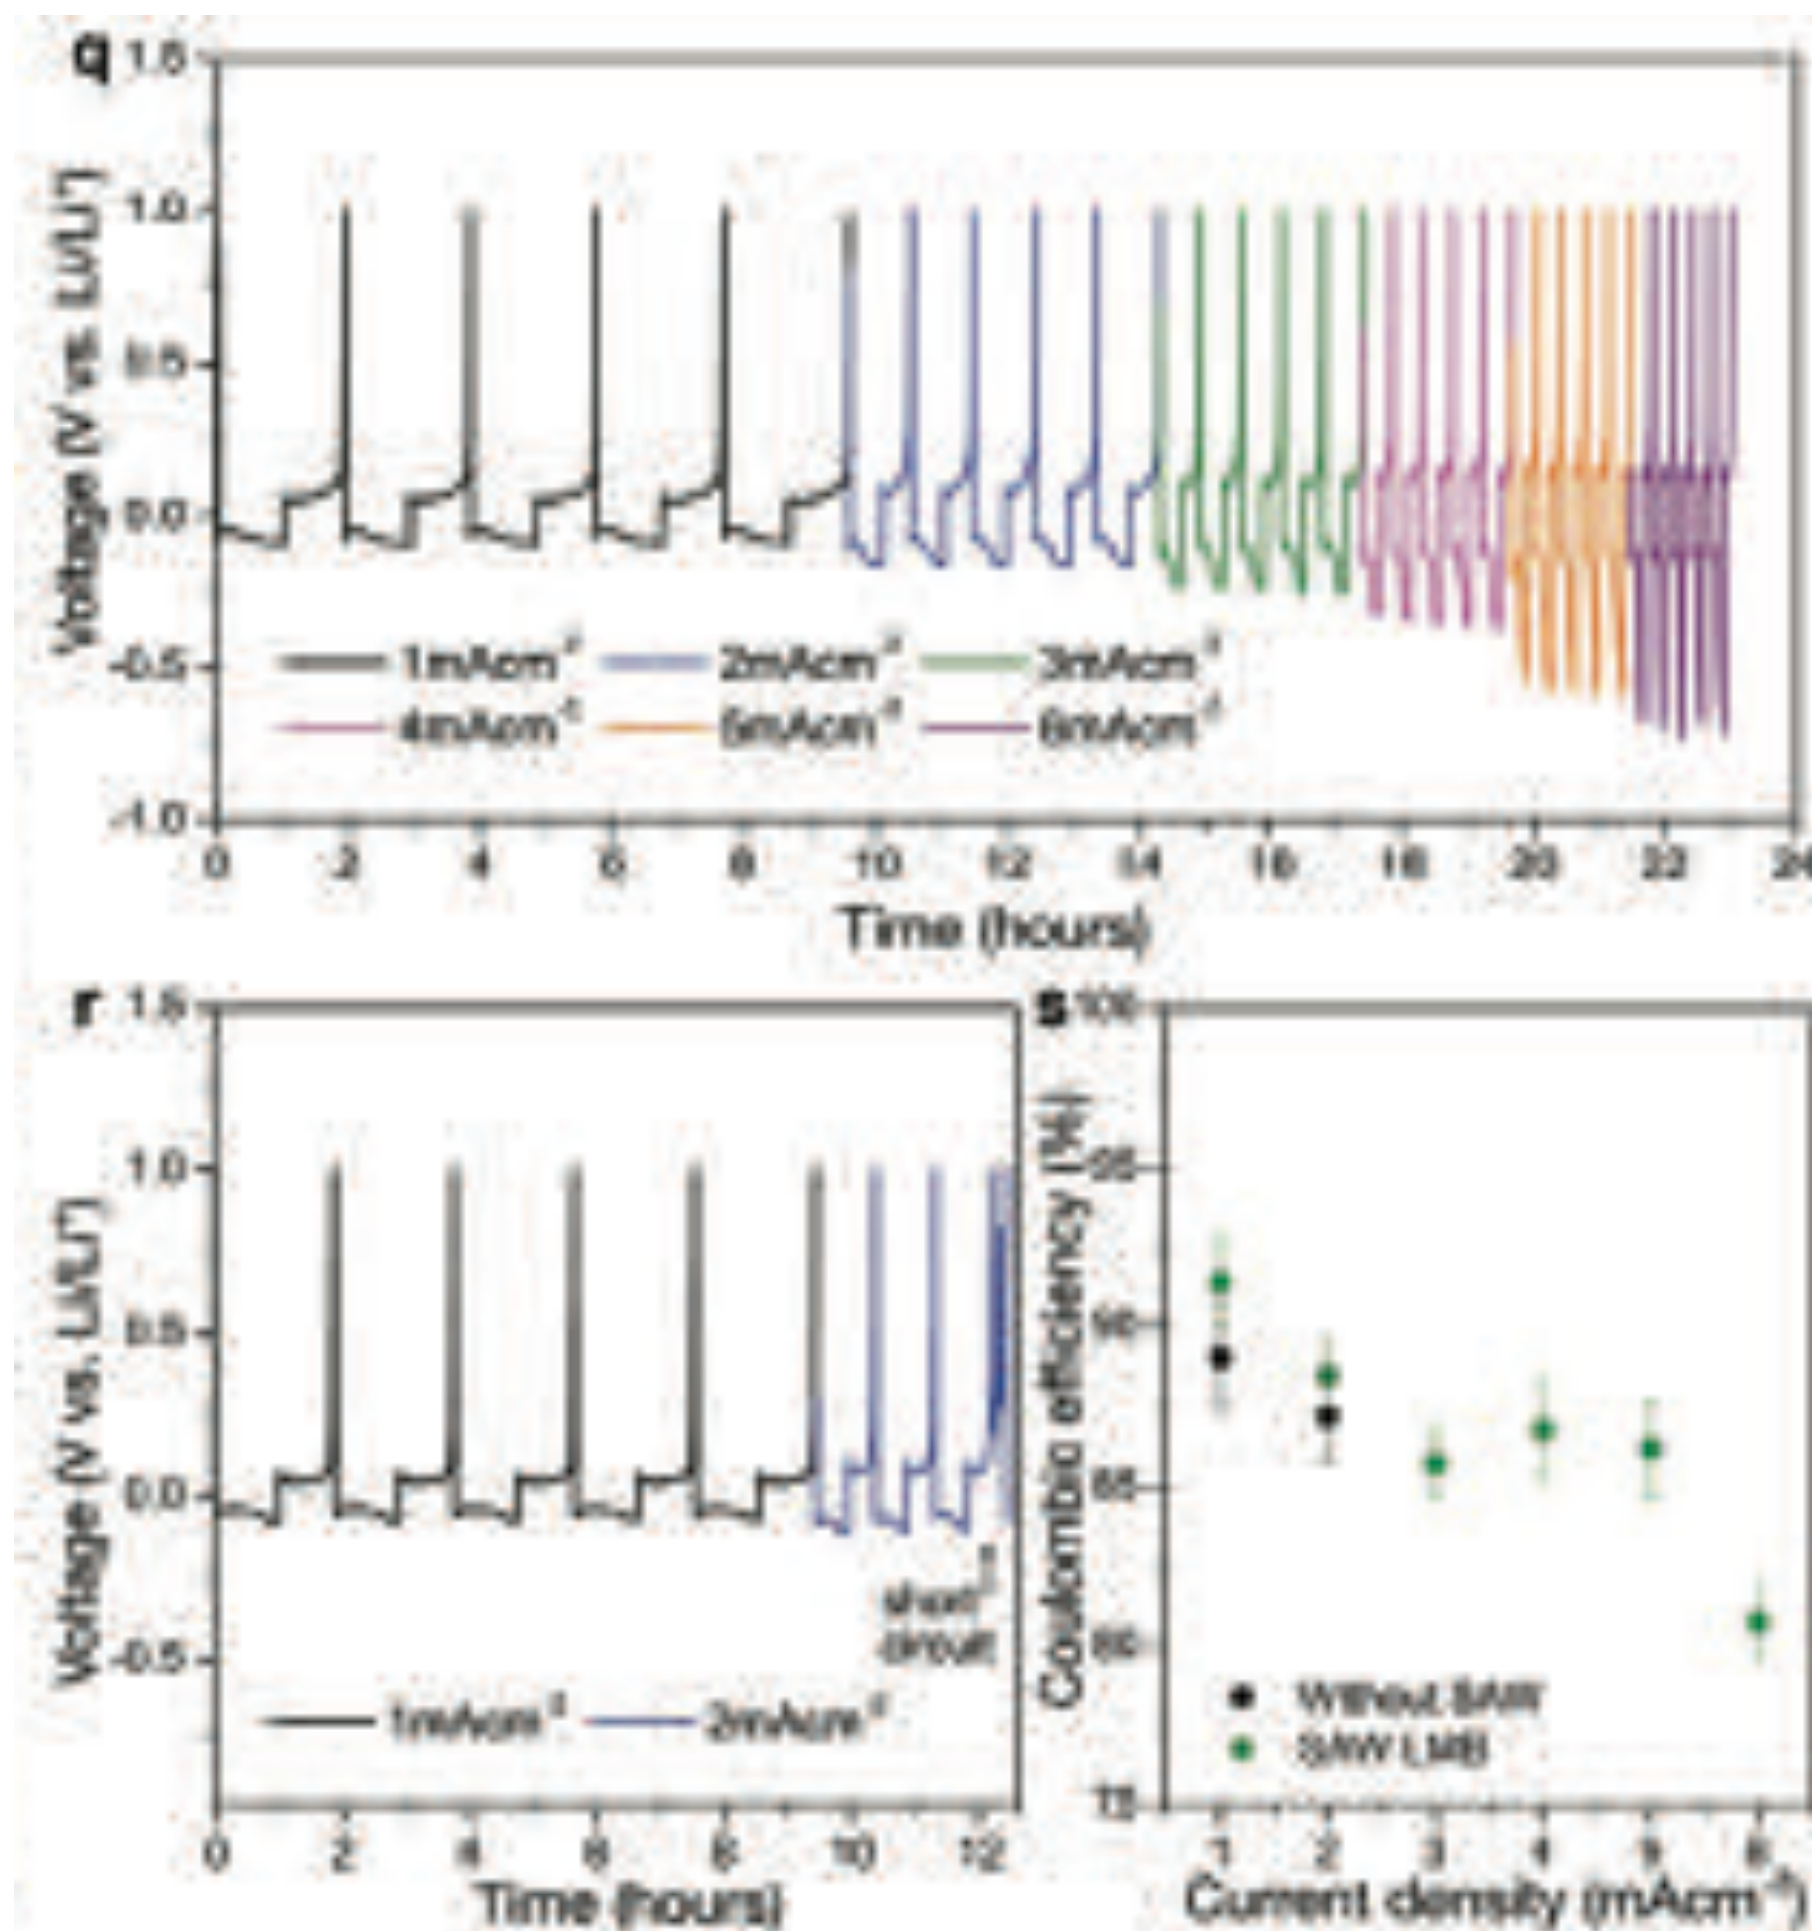 q
1.5
1.0
0.5
0.0
-0.5
-1.0
Voltage (V vs. Li/Li⁺)
1mAcm⁻² 2mAcm⁻² 3mAcm⁻²
4mAcm⁻² 5mAcm⁻² 6mAcm⁻²
0 2 4 6 8 10 12 14 16 18 20 22 24
Time (hours)
r
1.5
1.0
0.5
0.0
-0.5
Voltage (V vs. Li/Li⁺)
short
circuit
1mAcm⁻² 2mAcm⁻²
0 2 4 6 8 10 12
Time (hours)
s
95
90
85
80
75
Coulombic efficiency (%)
Without SAW
SAW LMB
1 2 3 4 5 6
Current density (mAcm⁻²)